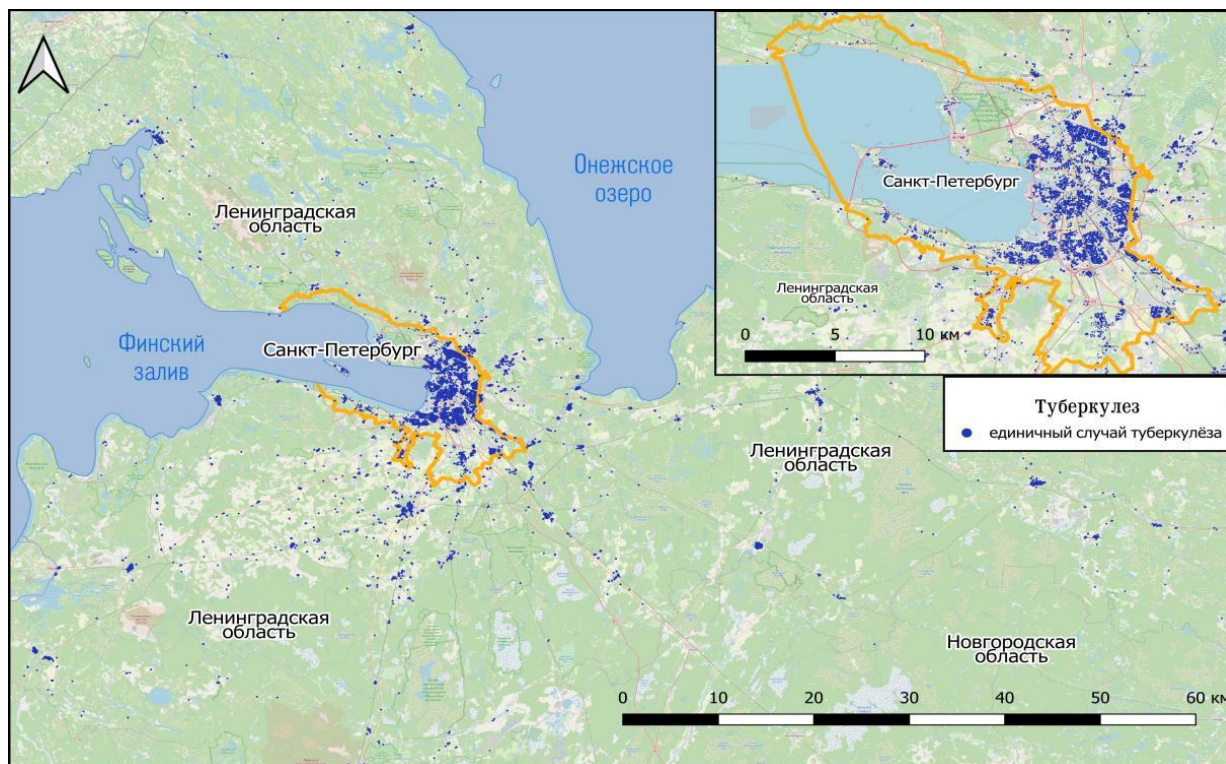 Онежское
озеро
Ленинградская
область
Финский
залив
Санкт-Петербург
Ленинградская
область
Ленинградская
область
Новгородская
область
0 10 20 30 40 50 60 км
Санкт-Петербург
Ленинградская
область
0 5 10 км
Туберкулез
единичный случай туберкулёза